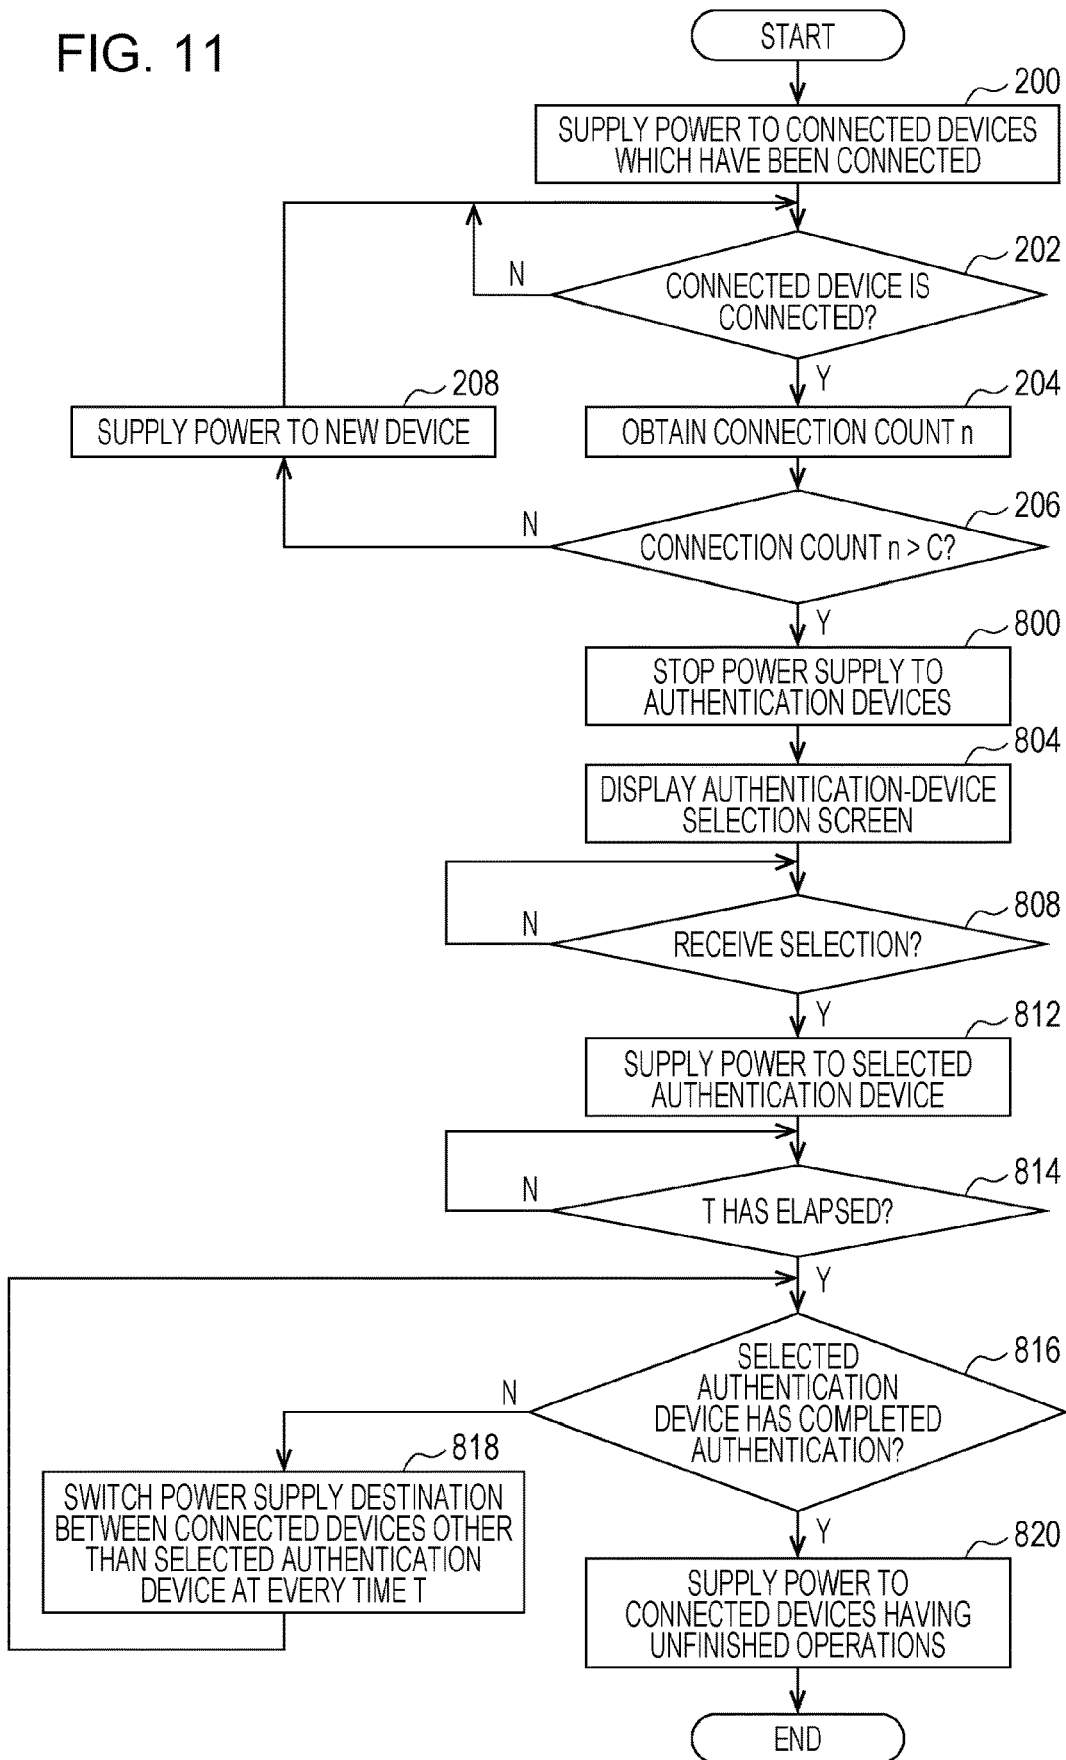 FIG. 11
START
200
SUPPLY POWER TO CONNECTED DEVICES
WHICH HAVE BEEN CONNECTED
202
N
CONNECTED DEVICE IS
CONNECTED?
Y
208
SUPPLY POWER TO NEW DEVICE
204
OBTAIN CONNECTION COUNT n
206
N
CONNECTION COUNT n > C?
Y
800
STOP POWER SUPPLY TO
AUTHENTICATION DEVICES
804
DISPLAY AUTHENTICATION-DEVICE
SELECTION SCREEN
808
N
RECEIVE SELECTION?
Y
812
SUPPLY POWER TO SELECTED
AUTHENTICATION DEVICE
814
N
T HAS ELAPSED?
Y
816
N
SELECTED
AUTHENTICATION
DEVICE HAS COMPLETED
AUTHENTICATION?
Y
818
SWITCH POWER SUPPLY DESTINATION
BETWEEN CONNECTED DEVICES OTHER
THAN SELECTED AUTHENTICATION
DEVICE AT EVERY TIME T
820
SUPPLY POWER TO
CONNECTED DEVICES HAVING
UNFINISHED OPERATIONS
END